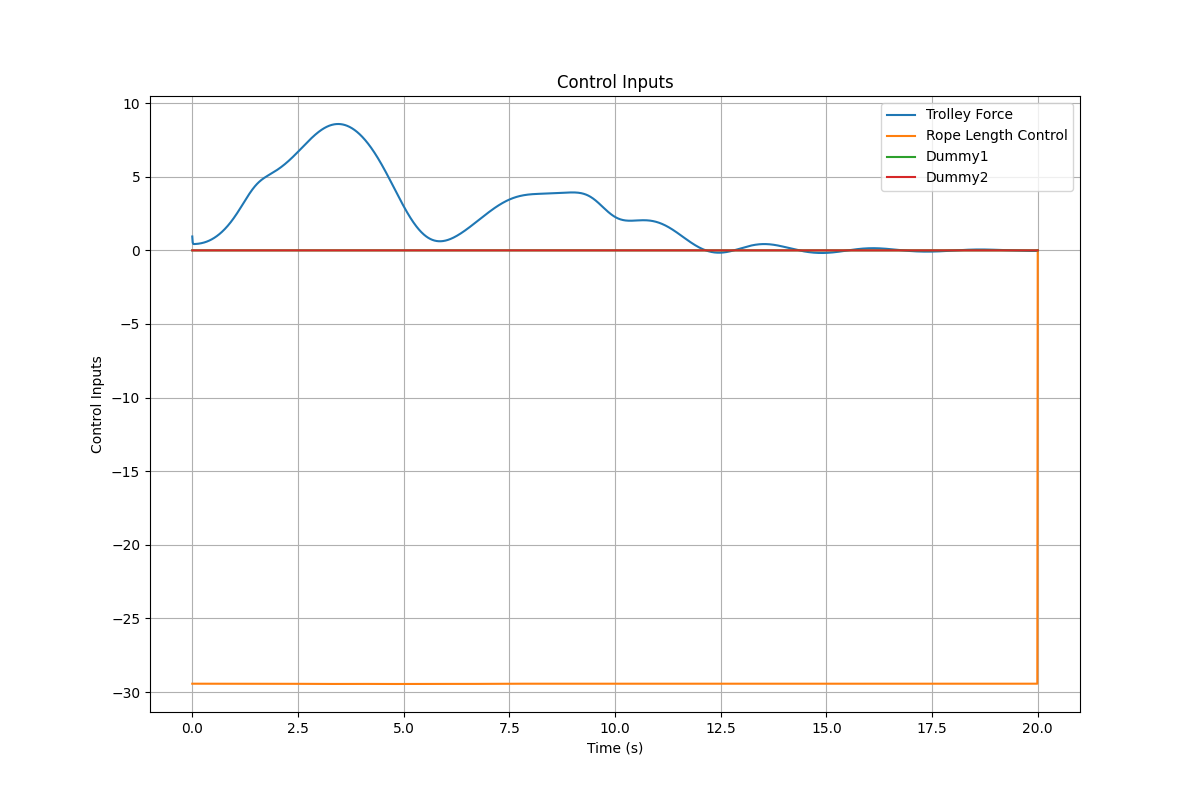 Control Inputs
Trolley Force
Rope Length Control
Dummy1
Dummy2
10
5
0
−5
−10
−15
−20
−25
−30
Control Inputs
0.0 2.5 5.0 7.5 10.0 12.5 15.0 17.5 20.0
Time (s)